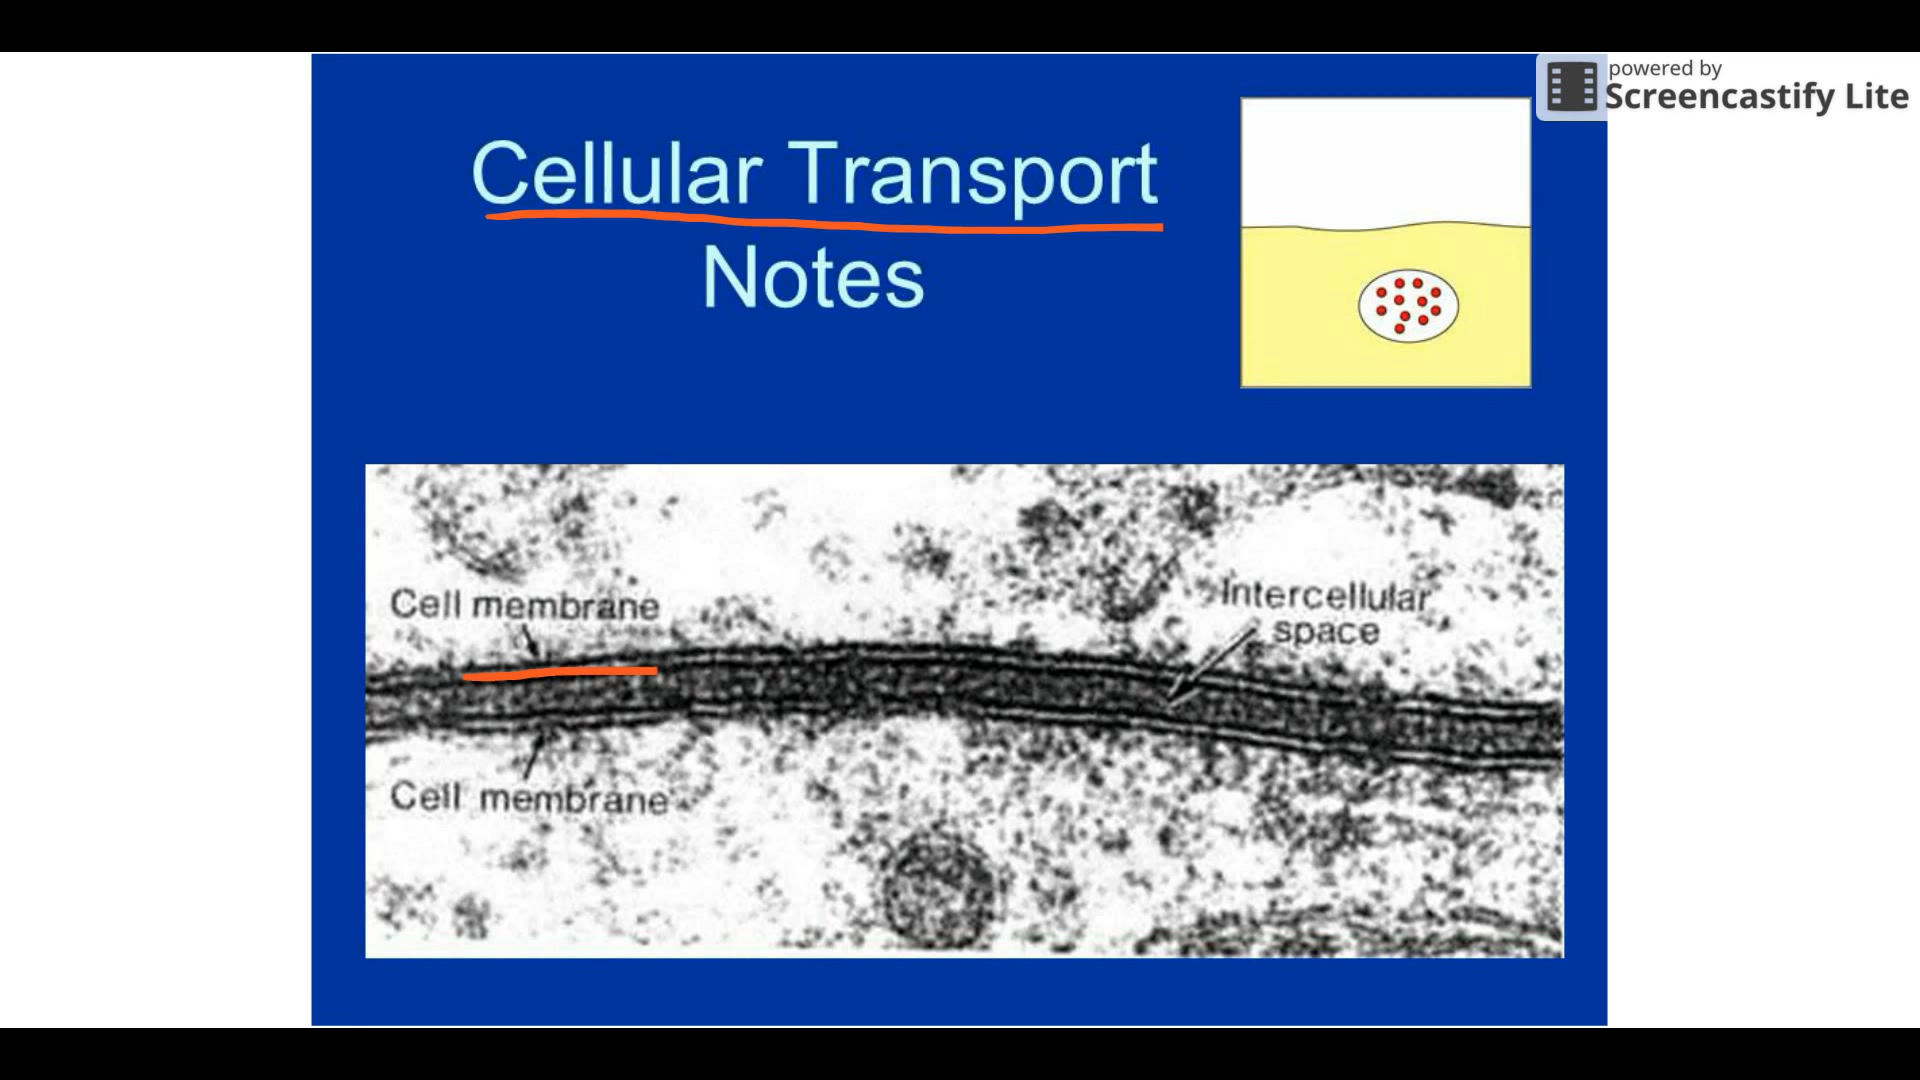 powered by
Screencastify Lite
Cellular Transport
Notes
Cell membrane
Intercellular
space
Cell membrane